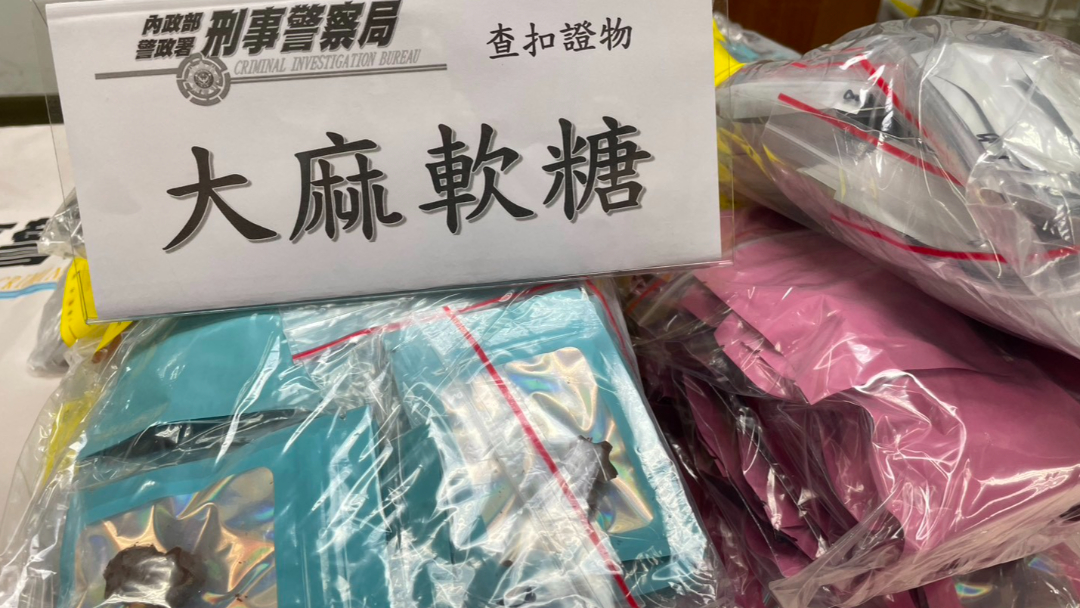 內政部
警政署 刑事警察局
CRIMINAL INVESTIGATION BUREAU
查扣證物
大麻軟糖